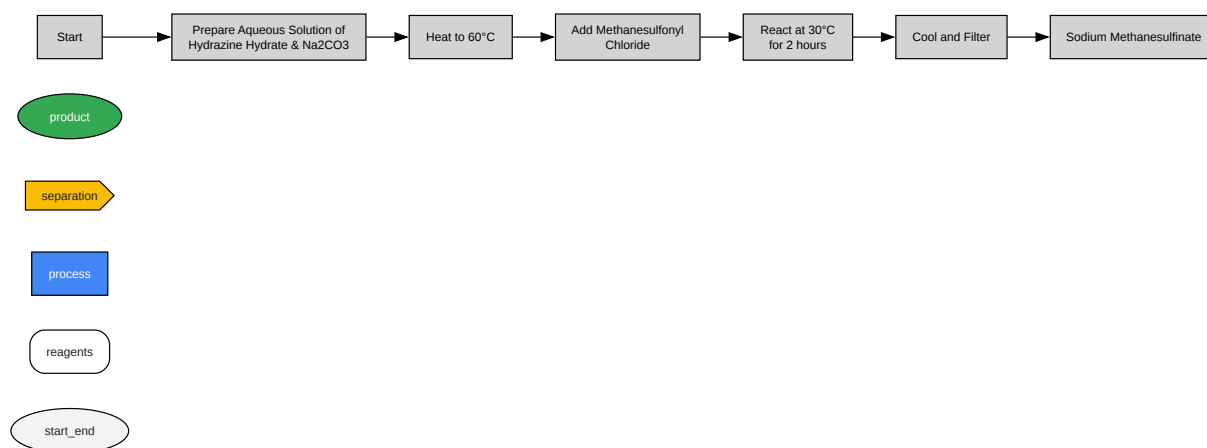 Start
Prepare Aqueous Solution of
Hydrazine Hydrate & Na2CO3
Heat to 60°C
Add Methanesulfonyl
Chloride
React at 30°C
for 2 hours
Cool and Filter
Sodium Methanesulfinate
product
separation
process
reagents
start_end